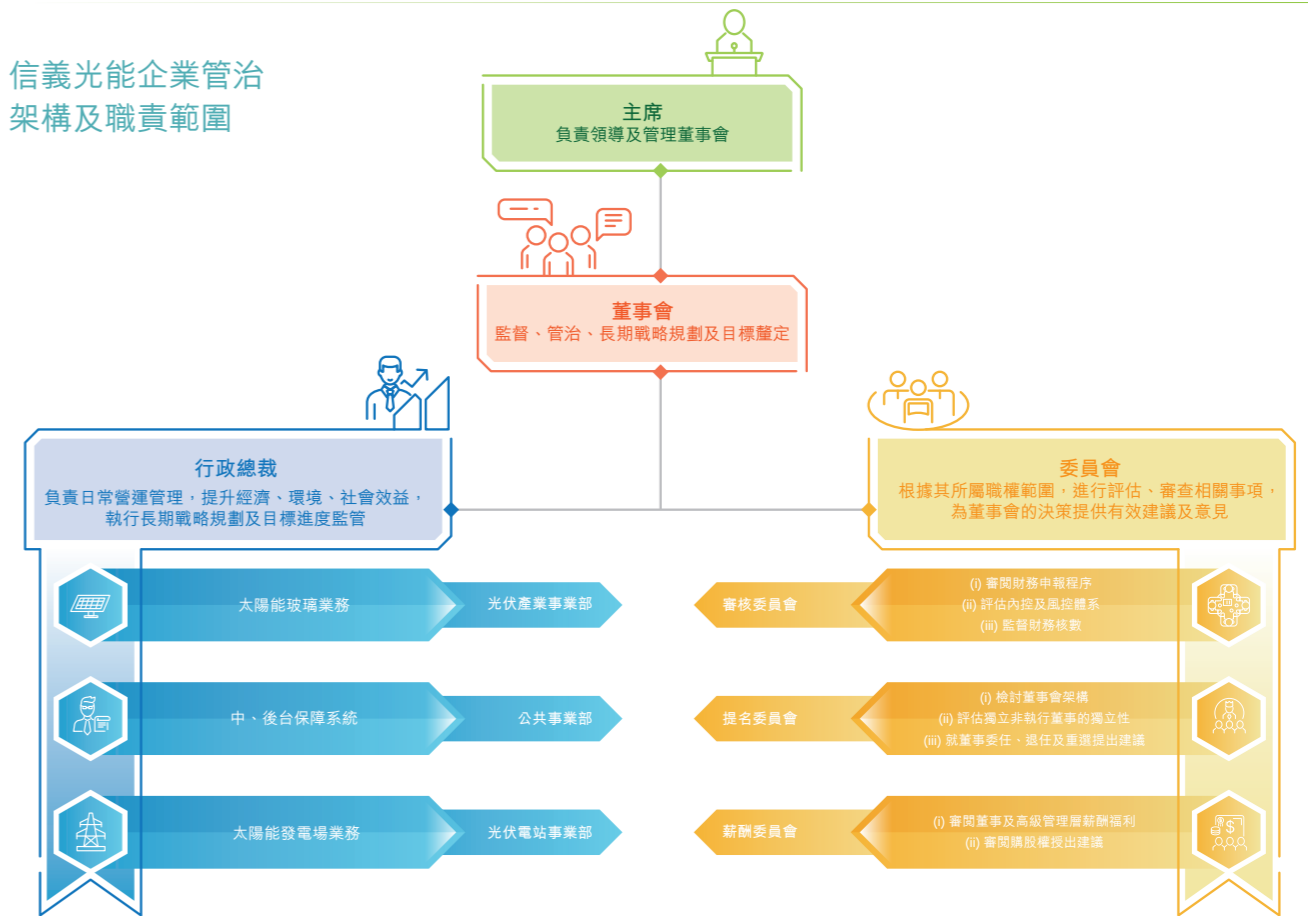 信義光能企業管治
架構及職責範圍
主席
負責領導及管理董事會
董事會
監督、管治、長期戰略規劃及目標釐定
行政總裁
負責日常營運管理，提升經濟、環境、社會效益，
執行長期戰略規劃及目標進度監管
太陽能玻璃業務
光伏產業事業部
中、後台保障系統
公共事業部
太陽能發電場業務
光伏電站事業部
委員會
根據其所屬職權範圍，進行評估、審查相關事項，
為董事會的決策提供有效建議及意見
審核委員會
(i) 審閱財務申報程序
(ii) 評估內控及風控體系
(iii) 監督財務核數
提名委員會
(i) 檢討董事會架構
(ii) 評估獨立非執行董事的獨立性
(iii) 就董事委任、退任及重選提出建議
薪酬委員會
(i) 審閱董事及高級管理層薪酬福利
(ii) 審閱購股權授出建議